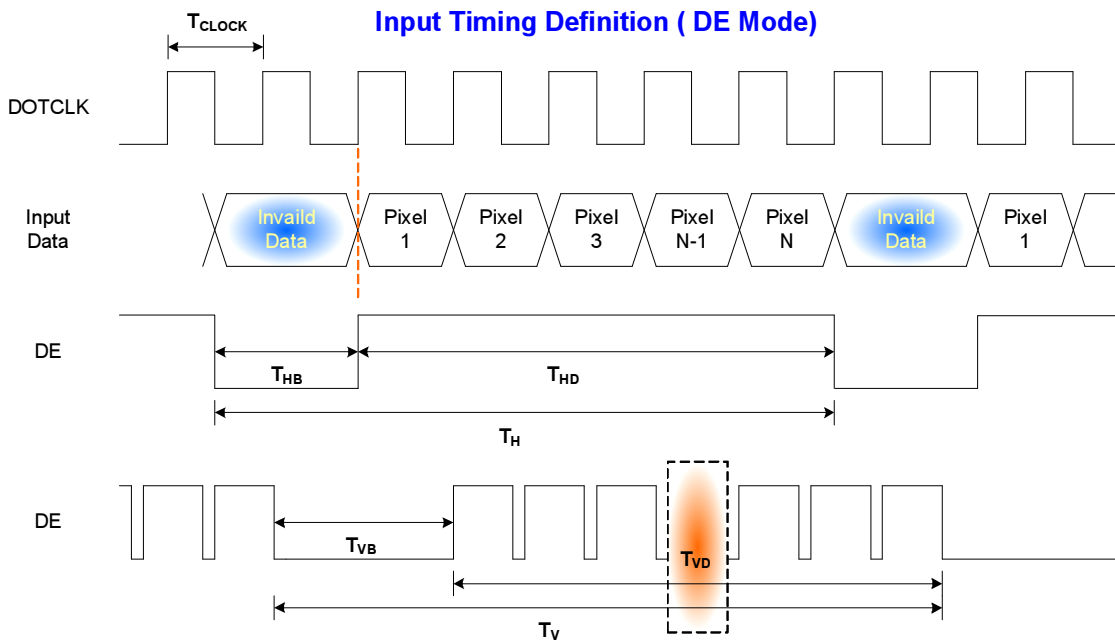 Input Timing Definition ( DE Mode)
TCLOCK
DOTCLK
Input
Data
Invaild
Data
Pixel
1
Pixel
2
Pixel
3
Pixel
N-1
Pixel
N
Invaild
Data
Pixel
1
DE
THB
THD
TH
DE
TVB
TVD
TV